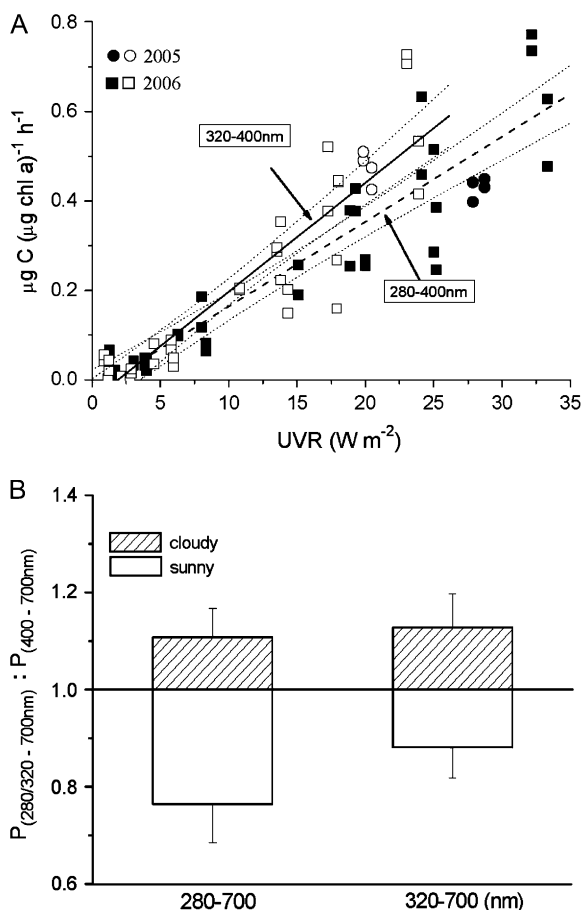 A
0.8
0.6
0.4
0.2
0.0
µg C (µg chl a)⁻¹ h⁻¹
2005
2006
320-400nm
280-400nm
0 5 10 15 20 25 30 35
UVR (W m⁻²)
B
1.4
1.2
1.0
0.8
0.6
P(280/320 - 700nm) : P(400 - 700nm)
cloudy
sunny
280-700 320-700 (nm)